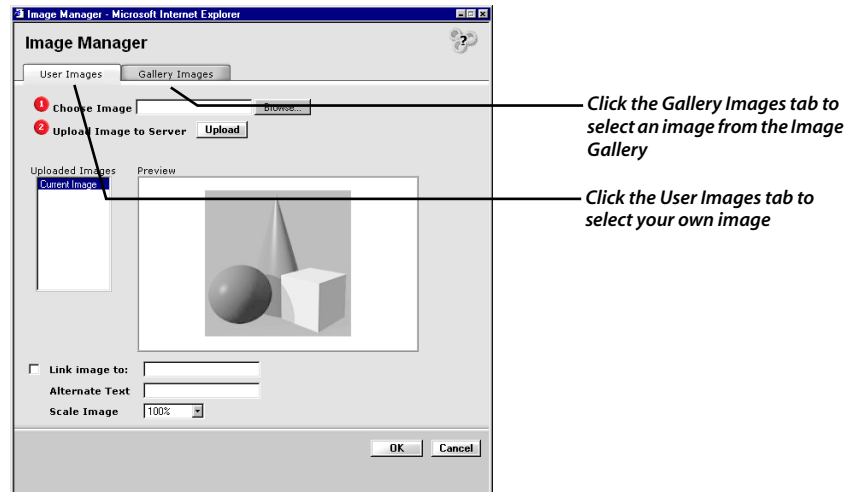 Image Manager - Microsoft Internet Explorer
Image Manager
?
User Images
Gallery Images
1 Choose Image
Browse...
2 Upload Image to Server
Upload
Click the Gallery Images tab to
select an image from the Image
Gallery
Uploaded Images
Preview
Current Image
Click the User Images tab to
select your own image
Link image to:
Alternate Text
Scale Image
100%
OK
Cancel